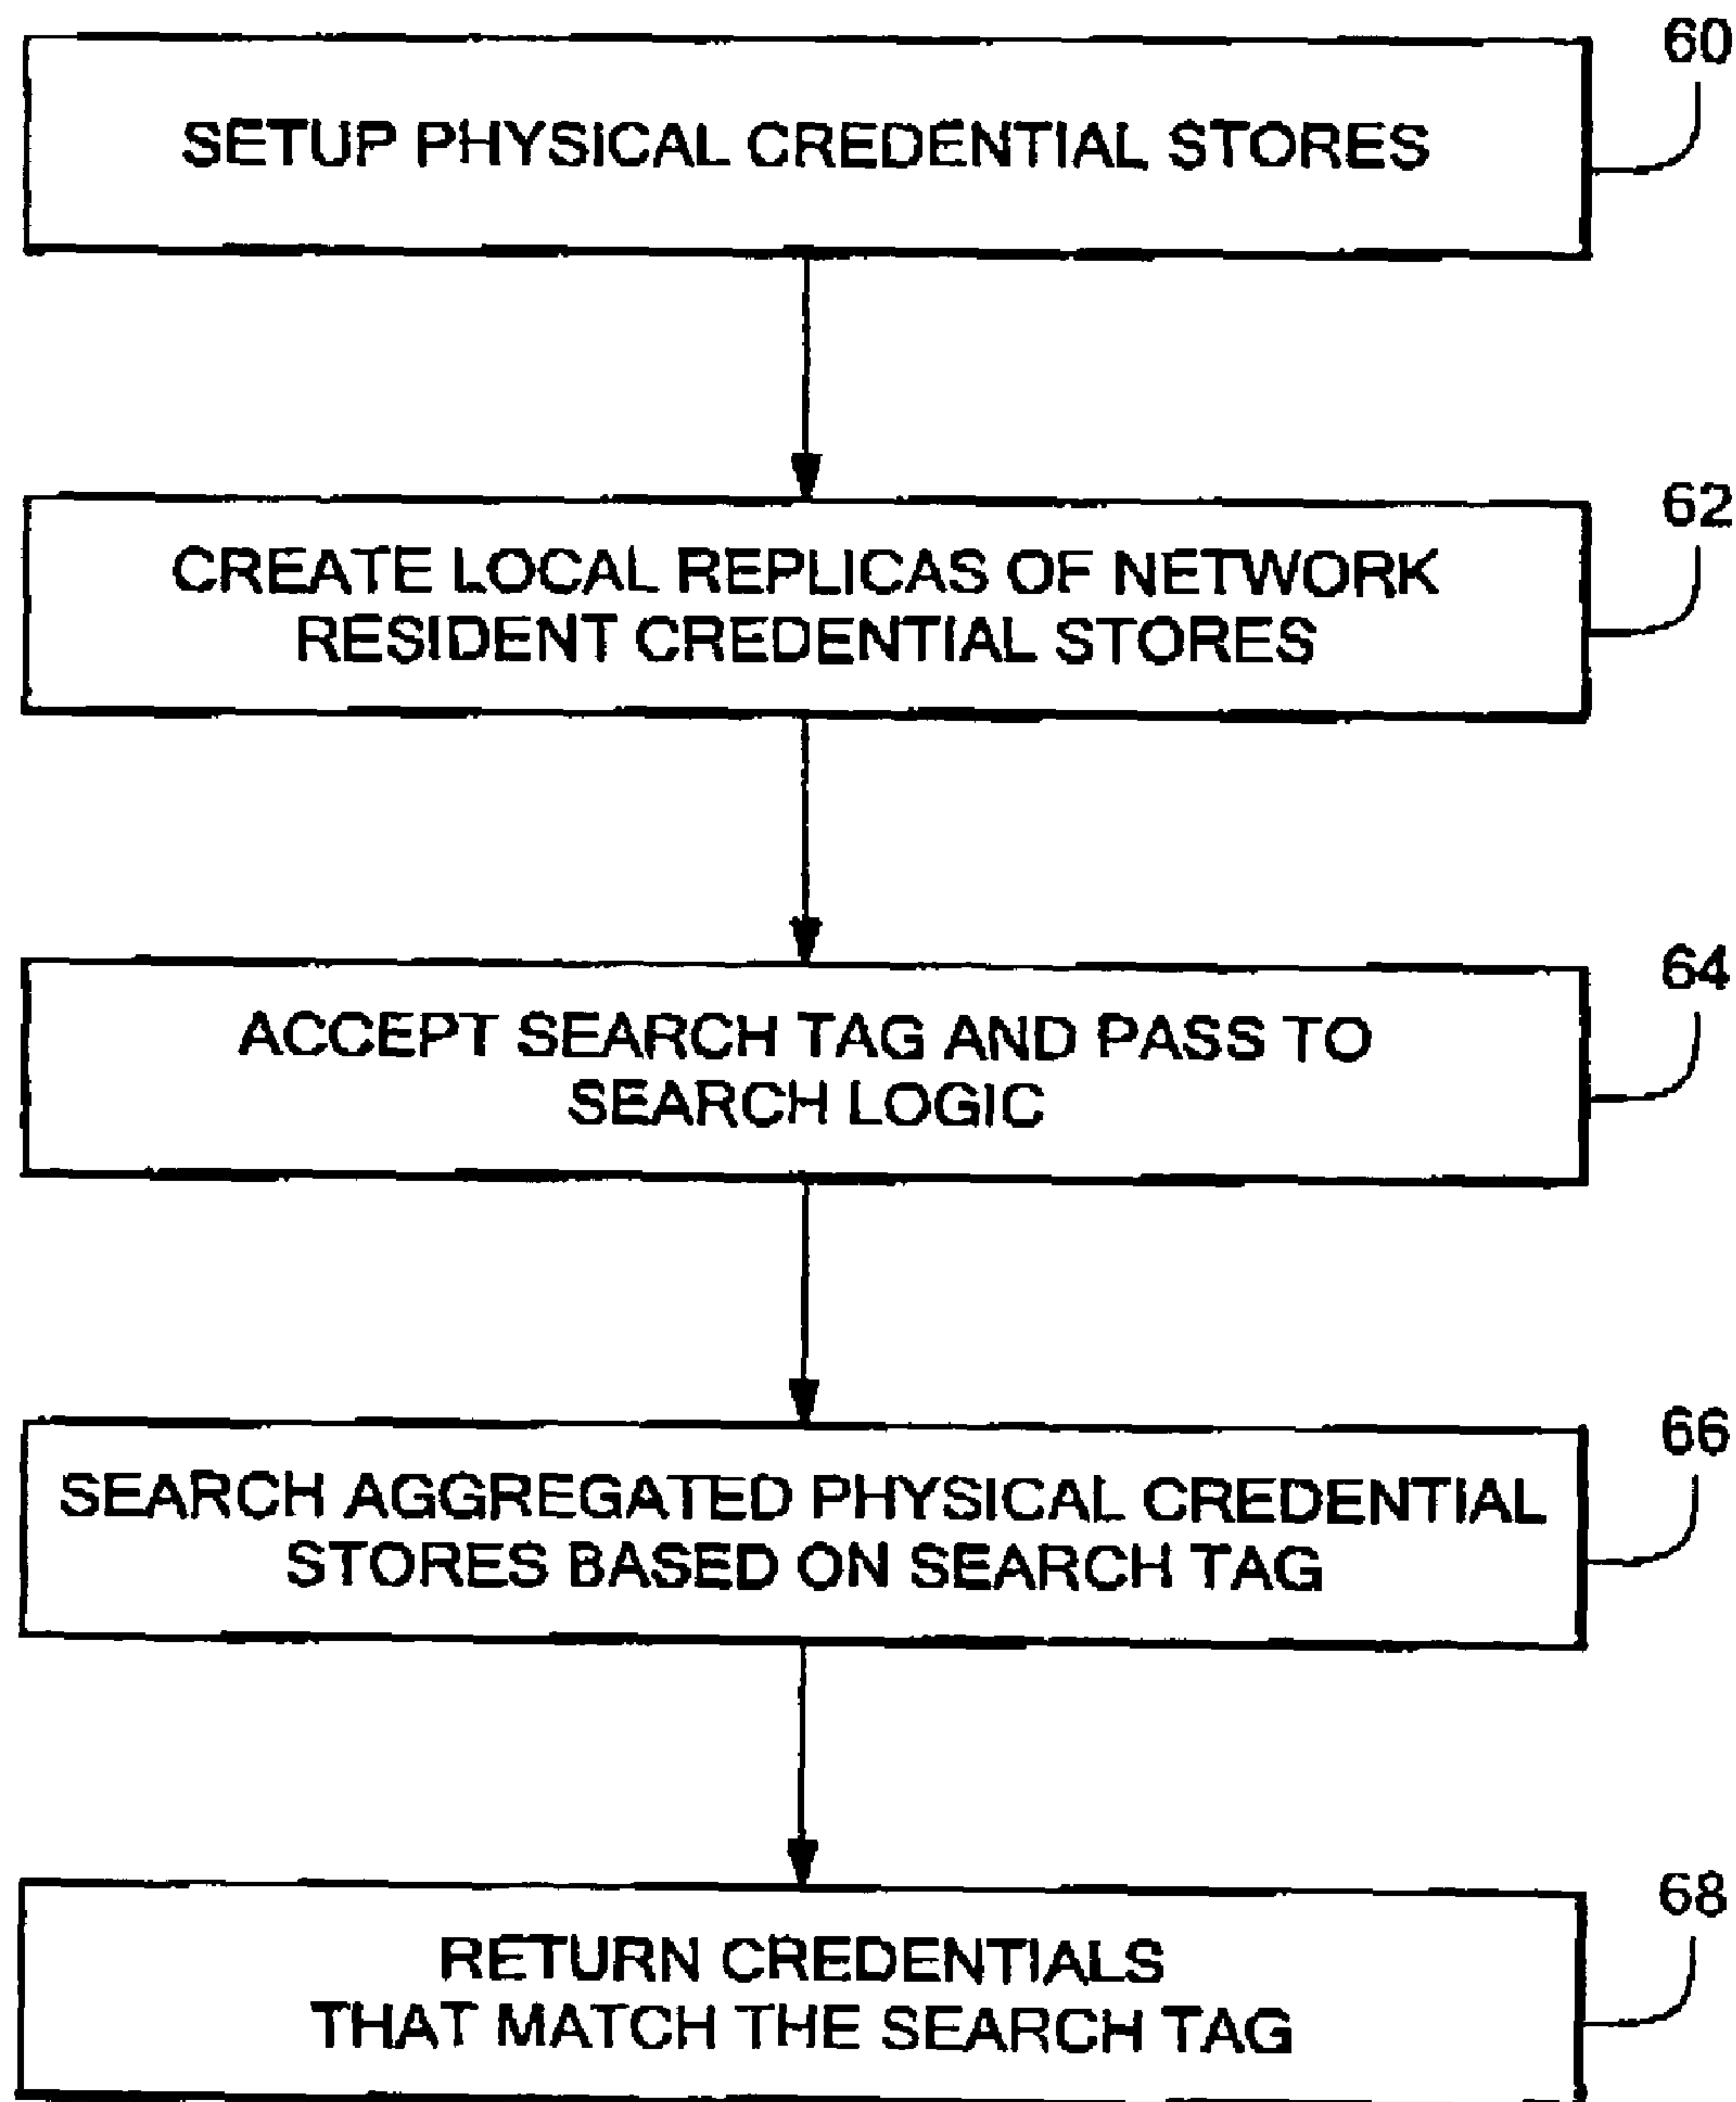 60
SETUP PHYSICAL CREDENTIAL STORES
62
CREATE LOCAL REPLICAS OF NETWORK
RESIDENT CREDENTIAL STORES
64
ACCEPT SEARCH TAG AND PASS TO
SEARCH LOGIC
66
SEARCH AGGREGATED PHYSICAL CREDENTIAL
STORES BASED ON SEARCH TAG
68
RETURN CREDENTIALS
THAT MATCH THE SEARCH TAG